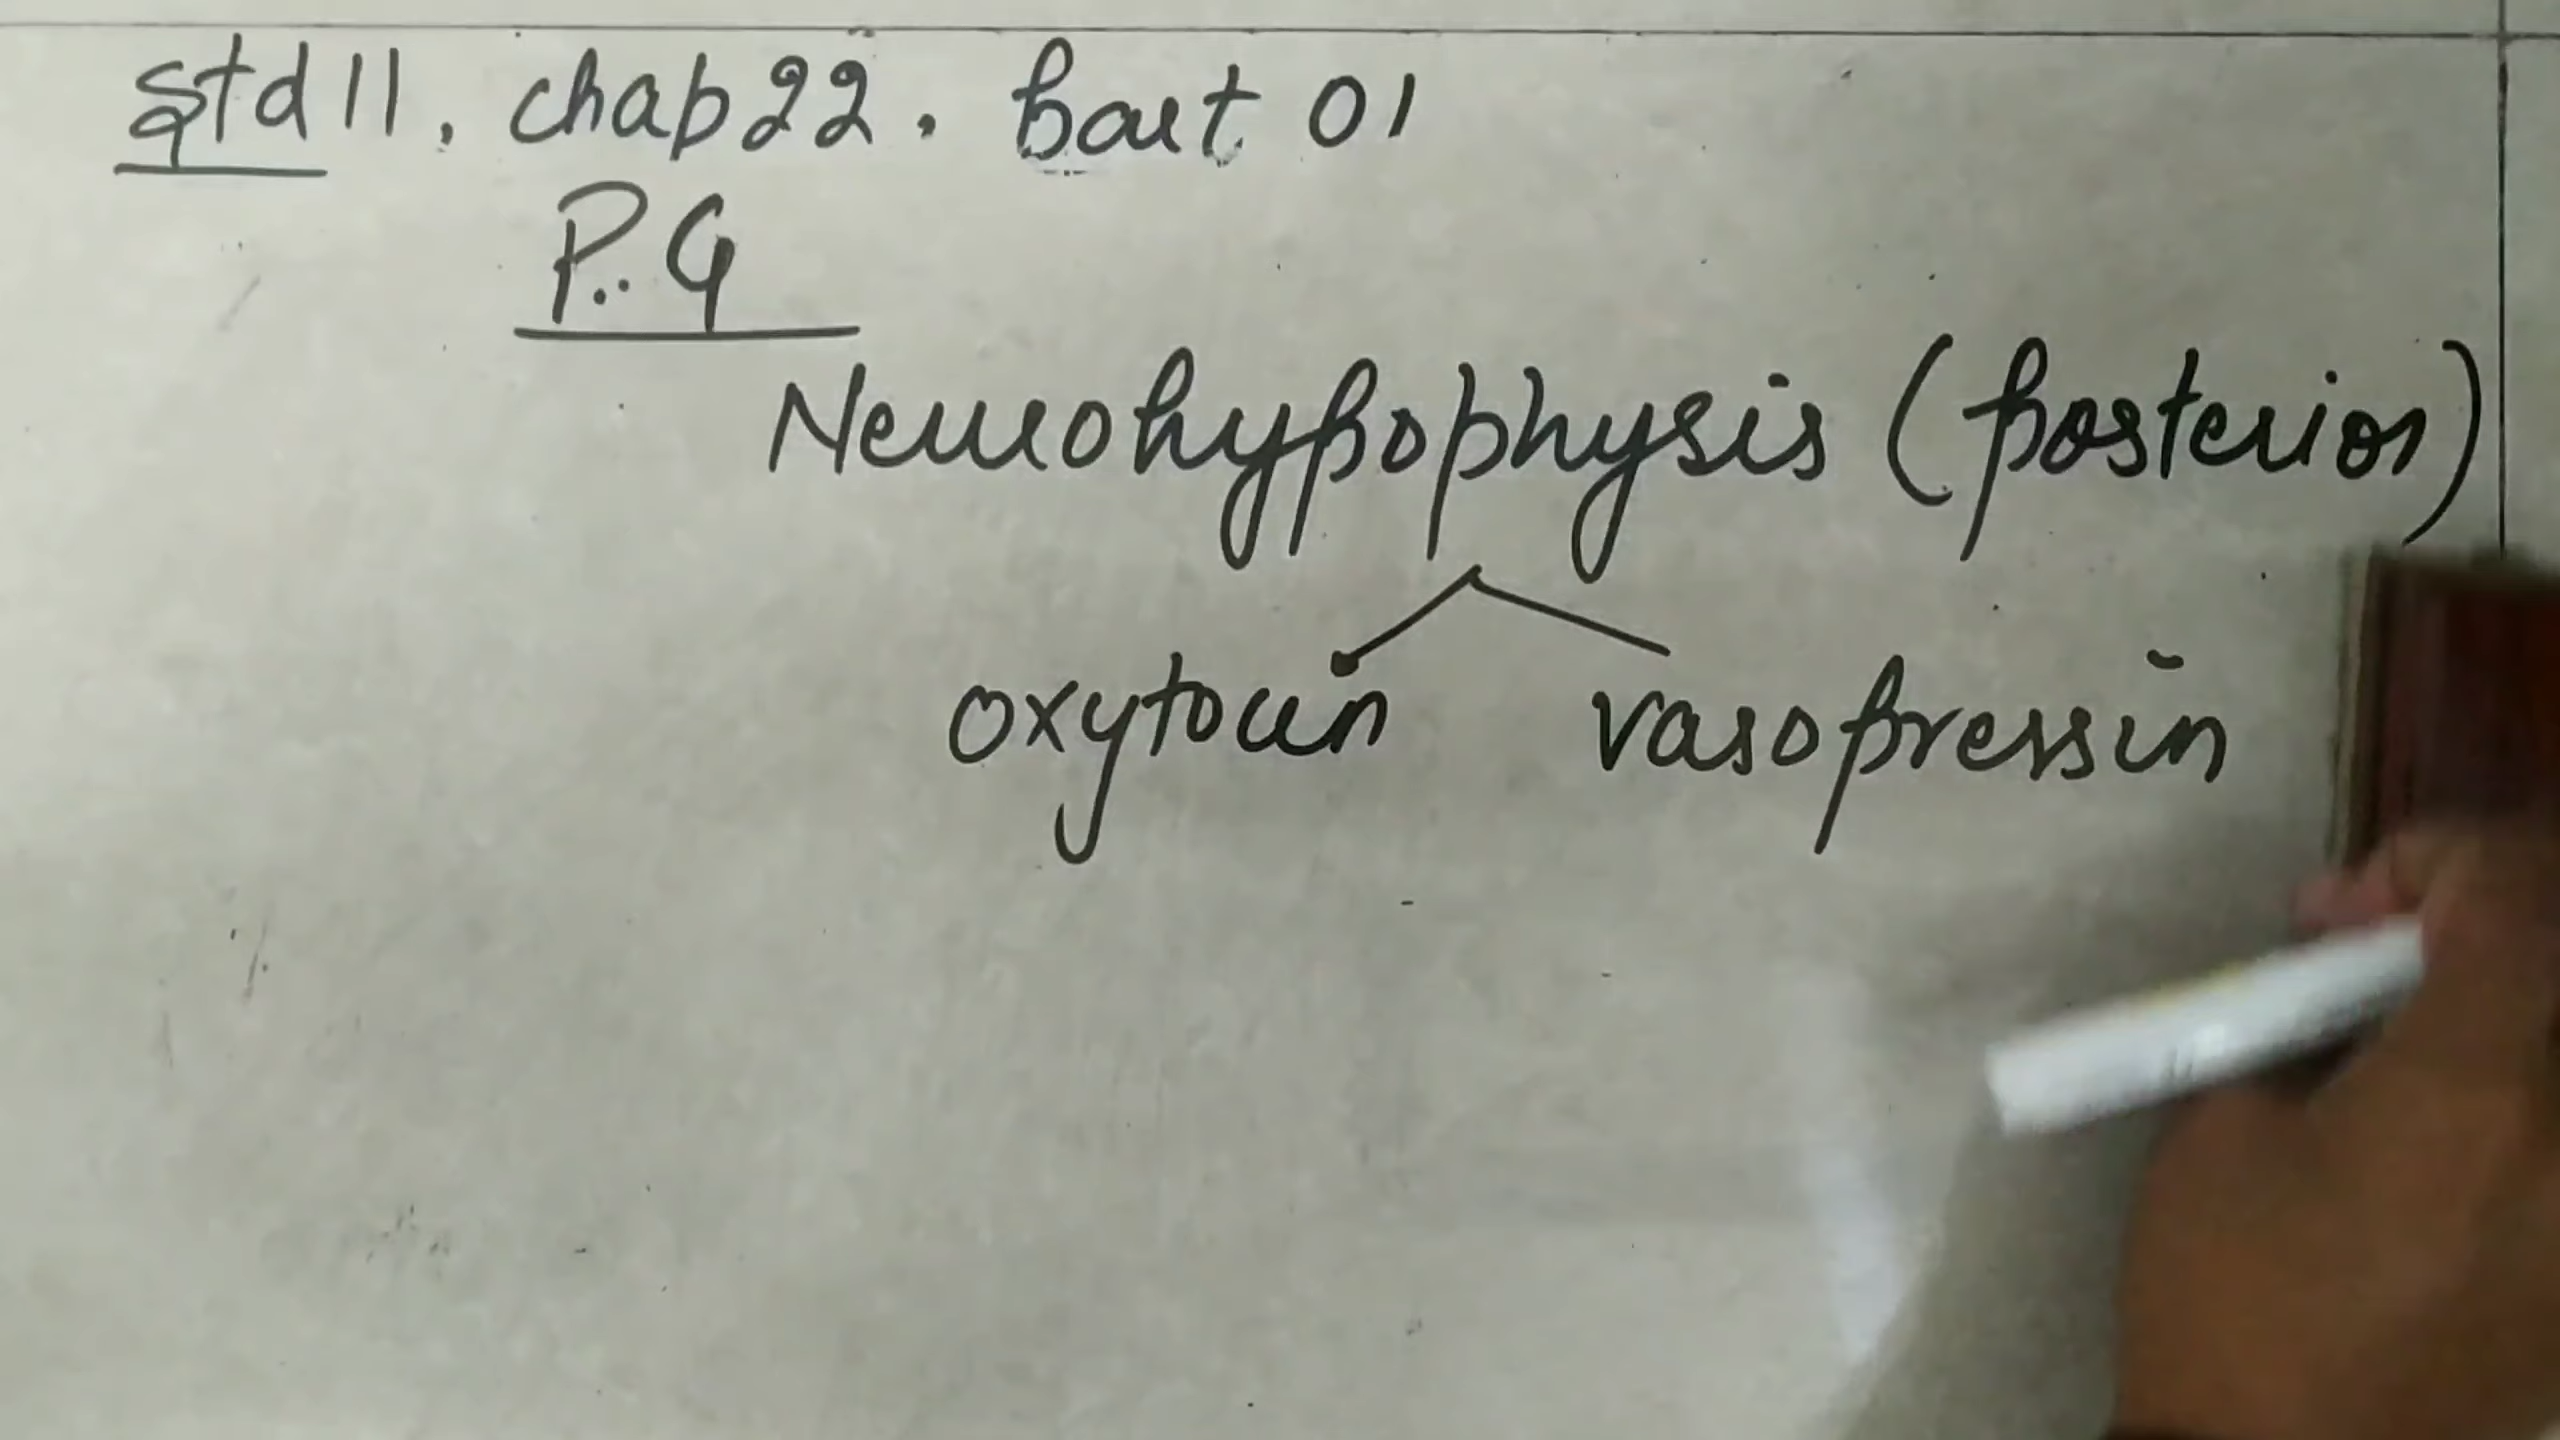 Std 11. chap 22. Part 01
P.G
Neurohypophysis (posterior)
oxytocin vasopressin